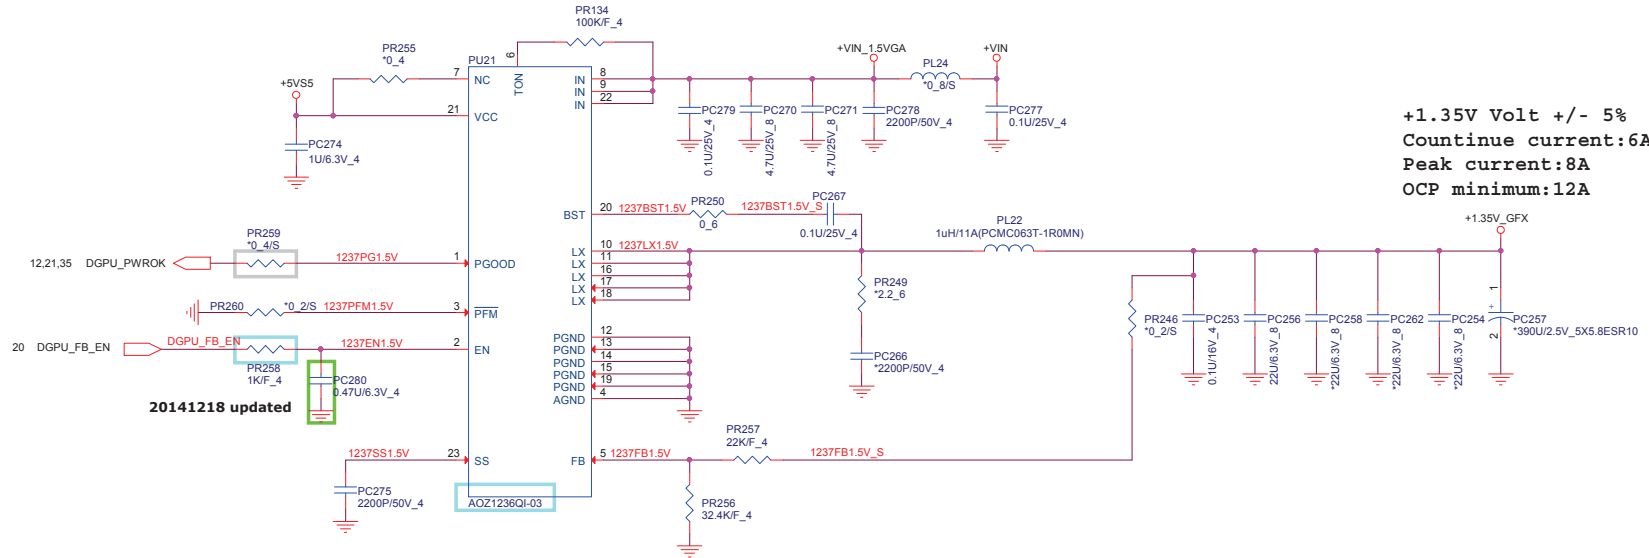 PR134
100K/F_4
PR255
*0_4
+5VS5
PC274
1U/6.3V_4
PU21
6
TON
7
NC
21
VCC
IN
8
IN
9
IN
22
+VIN_1.5VGA
+VIN
PL24
*0_8/S
PC279
0.1U/25V_4
PC270
4.7U/25V_8
PC271
4.7U/25V_8
PC278
2200P/50V_4
PC277
0.1U/25V_4
+1.35V Volt +/- 5%
Countinue current:6A
Peak current:8A
OCP minimum:12A
+1.35V_GFX
BST
20
1237BST1.5V
PR250
0_6
1237BST1.5V_S
PC267
0.1U/25V_4
PL22
1uH/11A(PCMC063T-1R0MN)
LX
10
1237LX1.5V
LX
11
LX
16
LX
17
LX
18
12,21,35
DGPU_PWROK
PR259
*0_4/S
1237PG1.5V
1
PGOOD
PR260
*0_2/S
1237PFM1.5V
3
PFM
20
DGPU_FB_EN
DGPU_FB_EN
PR258
1K/F_4
1237EN1.5V
2
EN
PC280
0.47U/6.3V_4
20141218 updated
PGND
12
PGND
13
PGND
14
PGND
15
PGND
19
AGND
4
PR249
*2.2_6
PC266
*2200P/50V_4
PR246
*0_2/S
PC253
0.1U/16V_4
PC256
22U/6.3V_8
PC258
*22U/6.3V_8
PC262
*22U/6.3V_8
PC254
*22U/6.3V_8
1
+
2
PC257
*390U/2.5V_5X5.8ESR10
1237SS1.5V
23
SS
PC275
2200P/50V_4
AOZ1236QI-03
FB
5
1237FB1.5V
PR257
22K/F_4
1237FB1.5V_S
PR256
32.4K/F_4